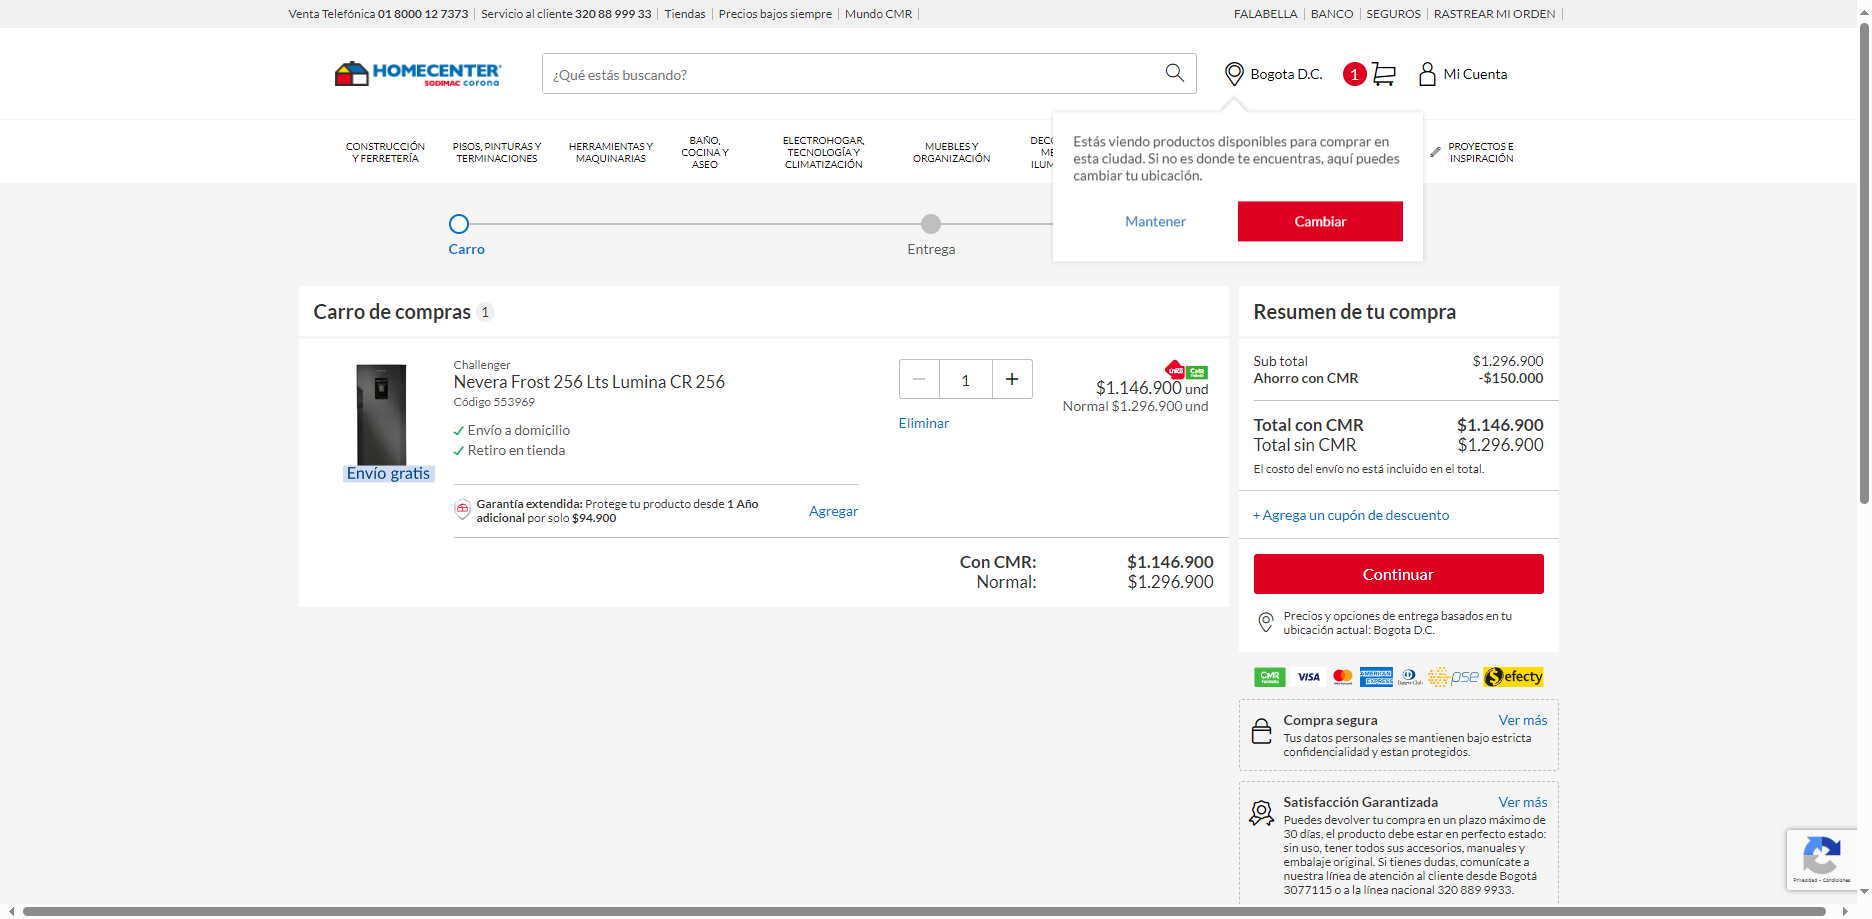 Venta Telefónica 01 8000 12 7373 | Servicio al cliente 320 88 999 33 | Tiendas | Precios bajos siempre | Mundo CMR |
FALABELLA | BANCO | SEGUROS | RASTREAR MI ORDEN |
HOMECENTER
SODIMAC corona
¿Qué estás buscando?
Bogota D.C.
1
Mi Cuenta
CONSTRUCCIÓN
Y FERRETERÍA
PISOS, PINTURAS Y
TERMINACIONES
HERRAMIENTAS Y
MAQUINARIAS
BAÑO,
COCINA Y
ASEO
ELECTROHOGAR,
TECNOLOGÍA Y
CLIMATIZACIÓN
MUEBLES Y
ORGANIZACIÓN
DECO
ME
ILUM
PROYECTOS E
INSPIRACIÓN
Estás viendo productos disponibles para comprar en
esta ciudad. Si no es donde te encuentras, aquí puedes
cambiar tu ubicación.
Mantener
Cambiar
Carro
Entrega
Carro de compras 1
Challenger
Nevera Frost 256 Lts Lumina CR 256
Código 553969
Envío a domicilio
Retiro en tienda
Envío gratis
1
Eliminar
CMR
$1.146.900 und
Normal $1.296.900 und
Garantía extendida: Protege tu producto desde 1 Año
adicional por solo $94.900
Agregar
Con CMR: $1.146.900
Normal: $1.296.900
Resumen de tu compra
Sub total $1.296.900
Ahorro con CMR -$150.000
Total con CMR $1.146.900
Total sin CMR $1.296.900
El costo del envío no está incluido en el total.
+ Agrega un cupón de descuento
Continuar
Precios y opciones de entrega basados en tu
ubicación actual: Bogota D.C.
CMR VISA AMERICAN EXPRESS pse efecty
Compra segura
Ver más
Tus datos personales se mantienen bajo estricta
confidencialidad y estan protegidos.
Satisfacción Garantizada
Ver más
Puedes devolver tu compra en un plazo máximo de
30 días, el producto debe estar en perfecto estado:
sin uso, tener todos sus accesorios, manuales y
embalaje original. Si tienes dudas, comunícate a
nuestra línea de atención al cliente desde Bogotá
3077115 o a la línea nacional 320 889 9933.
Privacidad - Condiciones